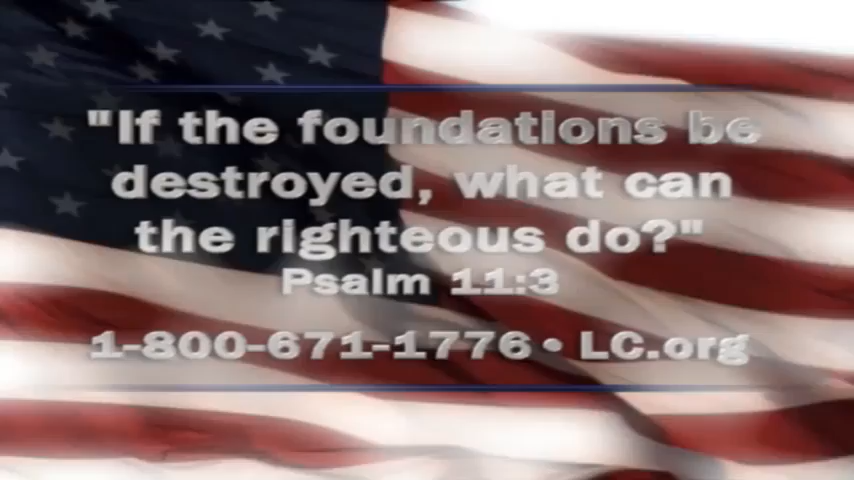 "If the foundations be
destroyed, what can
the righteous do?"
Psalm 11:3
1-800-671-1776 • LC.org